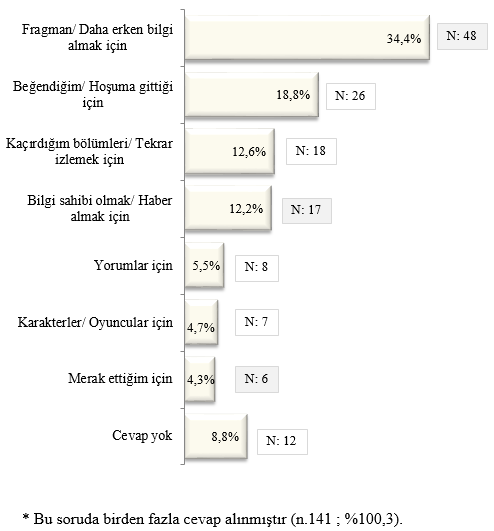 Fragman/ Daha erken bilgi
almak için
34,4%
N: 48
Beğendiğim/ Hoşuma gittiği
için
18,8%
N: 26
Kaçırdığım bölümleri/ Tekrar
izlemek için
12,6%
N: 18
Bilgi sahibi olmak/ Haber
almak için
12,2%
N: 17
Yorumlar için
5,5%
N: 8
Karakterler/ Oyuncular için
4,7%
N: 7
Merak ettiğim için
4,3%
N: 6
Cevap yok
8,8%
N: 12
* Bu soruda birden fazla cevap alınmıştır (n.141 ; %100,3).